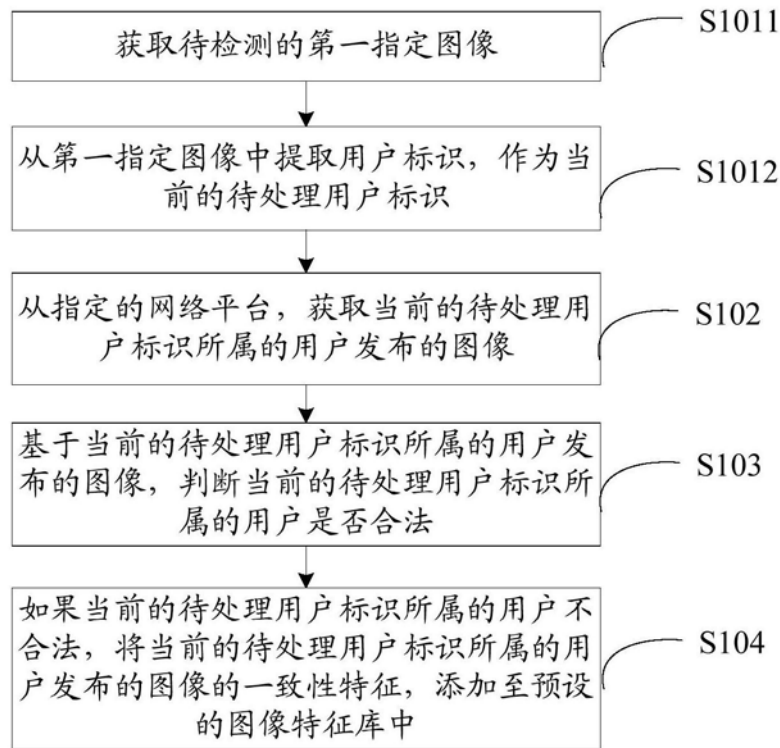 获取待检测的第一指定图像
S1011
从第一指定图像中提取用户标识，作为当
前的待处理用户标识
S1012
从指定的网络平台，获取当前的待处理用
户标识所属的用户发布的图像
S102
基于当前的待处理用户标识所属的用户发
布的图像，判断当前的待处理用户标识所
属的用户是否合法
S103
如果当前的待处理用户标识所属的用户不
合法，将当前的待处理用户标识所属的用
户发布的图像的一致性特征，添加至预设
的图像特征库中
S104